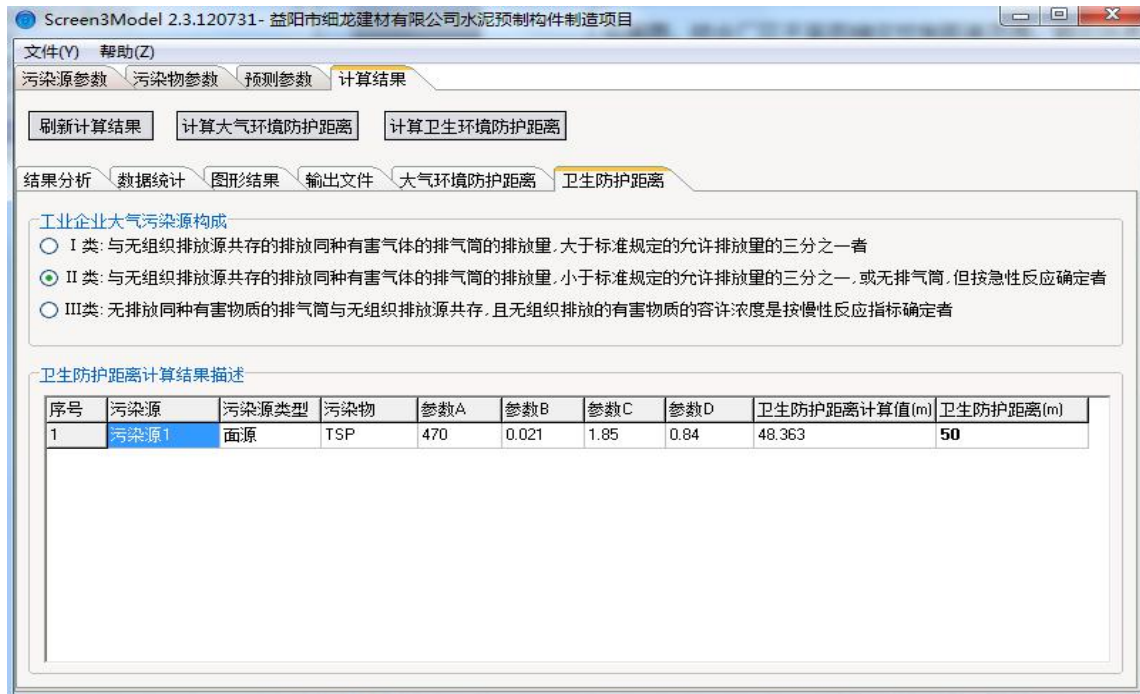 Screen3Model 2.3.120731- 益阳市细龙建材有限公司水泥预制构件制造项目
文件(Y) 帮助(Z)
污染源参数 污染物参数 预测参数 计算结果
刷新计算结果 计算大气环境防护距离 计算卫生环境防护距离
结果分析 数据统计 图形结果 输出文件 大气环境防护距离 卫生防护距离
工业企业大气污染源构成
I 类:与无组织排放源共存的排放同种有害气体的排气筒的排放量,大于标准规定的允许排放量的三分之一者
II 类:与无组织排放源共存的排放同种有害气体的排气筒的排放量,小于标准规定的允许排放量的三分之一,或无排气筒,但按急性反应确定者
III类:无排放同种有害物质的排气筒与无组织排放源共存,且无组织排放的有害物质的容许浓度是按慢性反应指标确定者
卫生防护距离计算结果描述
序号 污染源 污染源类型 污染物 参数A 参数B 参数C 参数D 卫生防护距离计算值(m) 卫生防护距离(m)
1 污染源1 面源 TSP 470 0.021 1.85 0.84 48.363 50